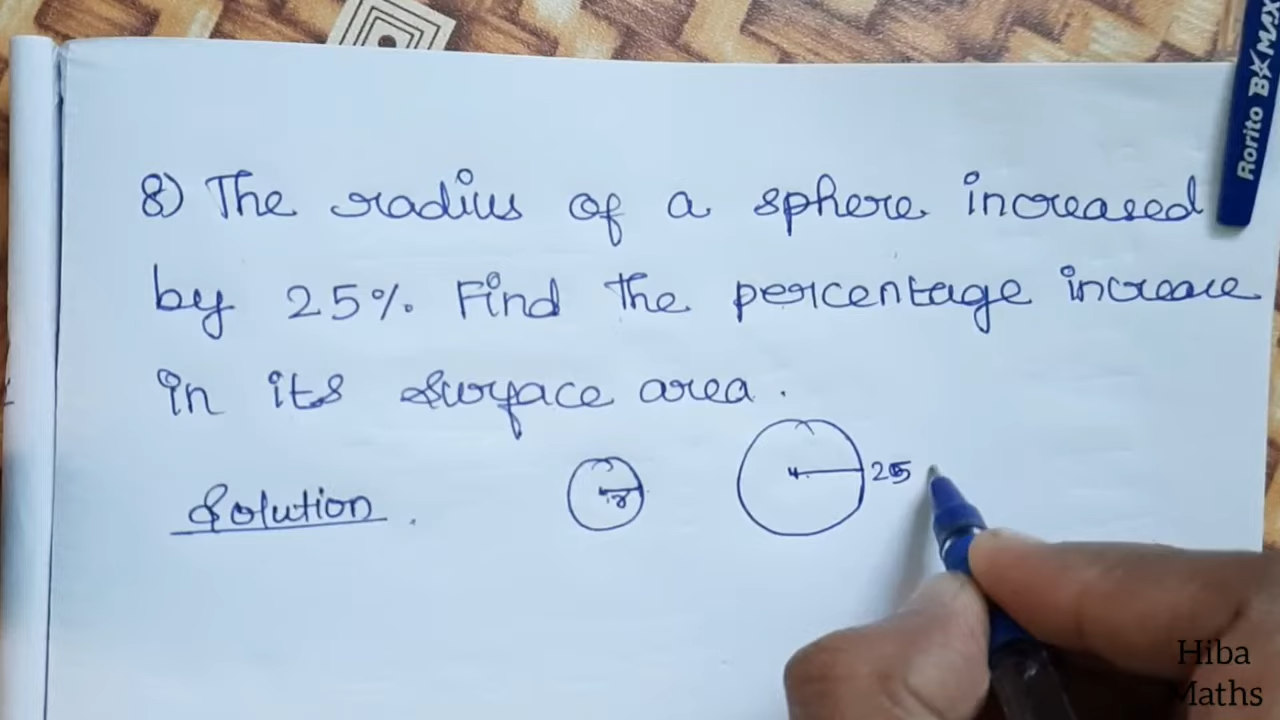 8) The radius of a sphere increased
by 25%. Find the percentage increase
in its surface area.
Solution.
r
25
Rorito B★MAX
Hiba
Maths